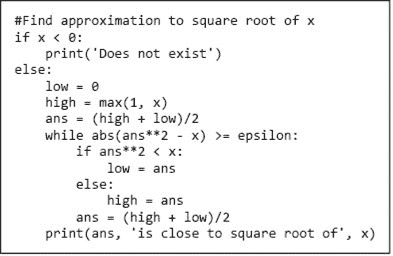 #Find approximation to square root of x
if x < 0:
    print('Does not exist')
else:
    low = 0
    high = max(1, x)
    ans = (high + low)/2
    while abs(ans**2 - x) >= epsilon:
        if ans**2 < x:
            low = ans
        else:
            high = ans
        ans = (high + low)/2
    print(ans, 'is close to square root of', x)